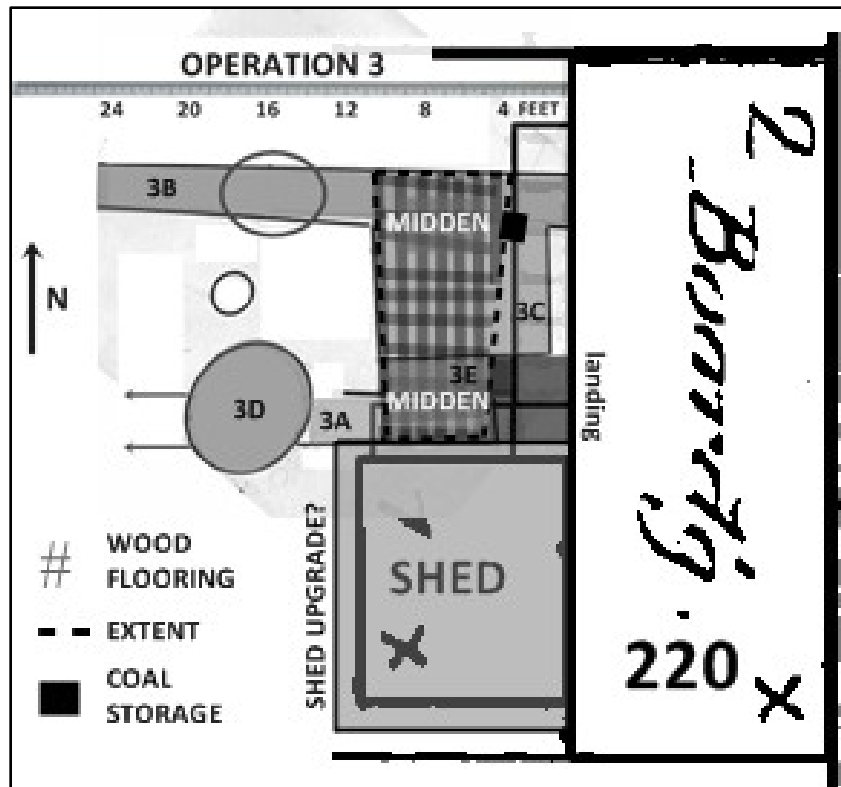 OPERATION 3
24 20 16 12 8 4 FEET
3B
MIDDEN
N
3C
3E
landing
MIDDEN
3D
3A
2
SHED UPGRADE?
SHED
X
220 X
# WOOD
FLOORING
EXTENT
COAL
STORAGE